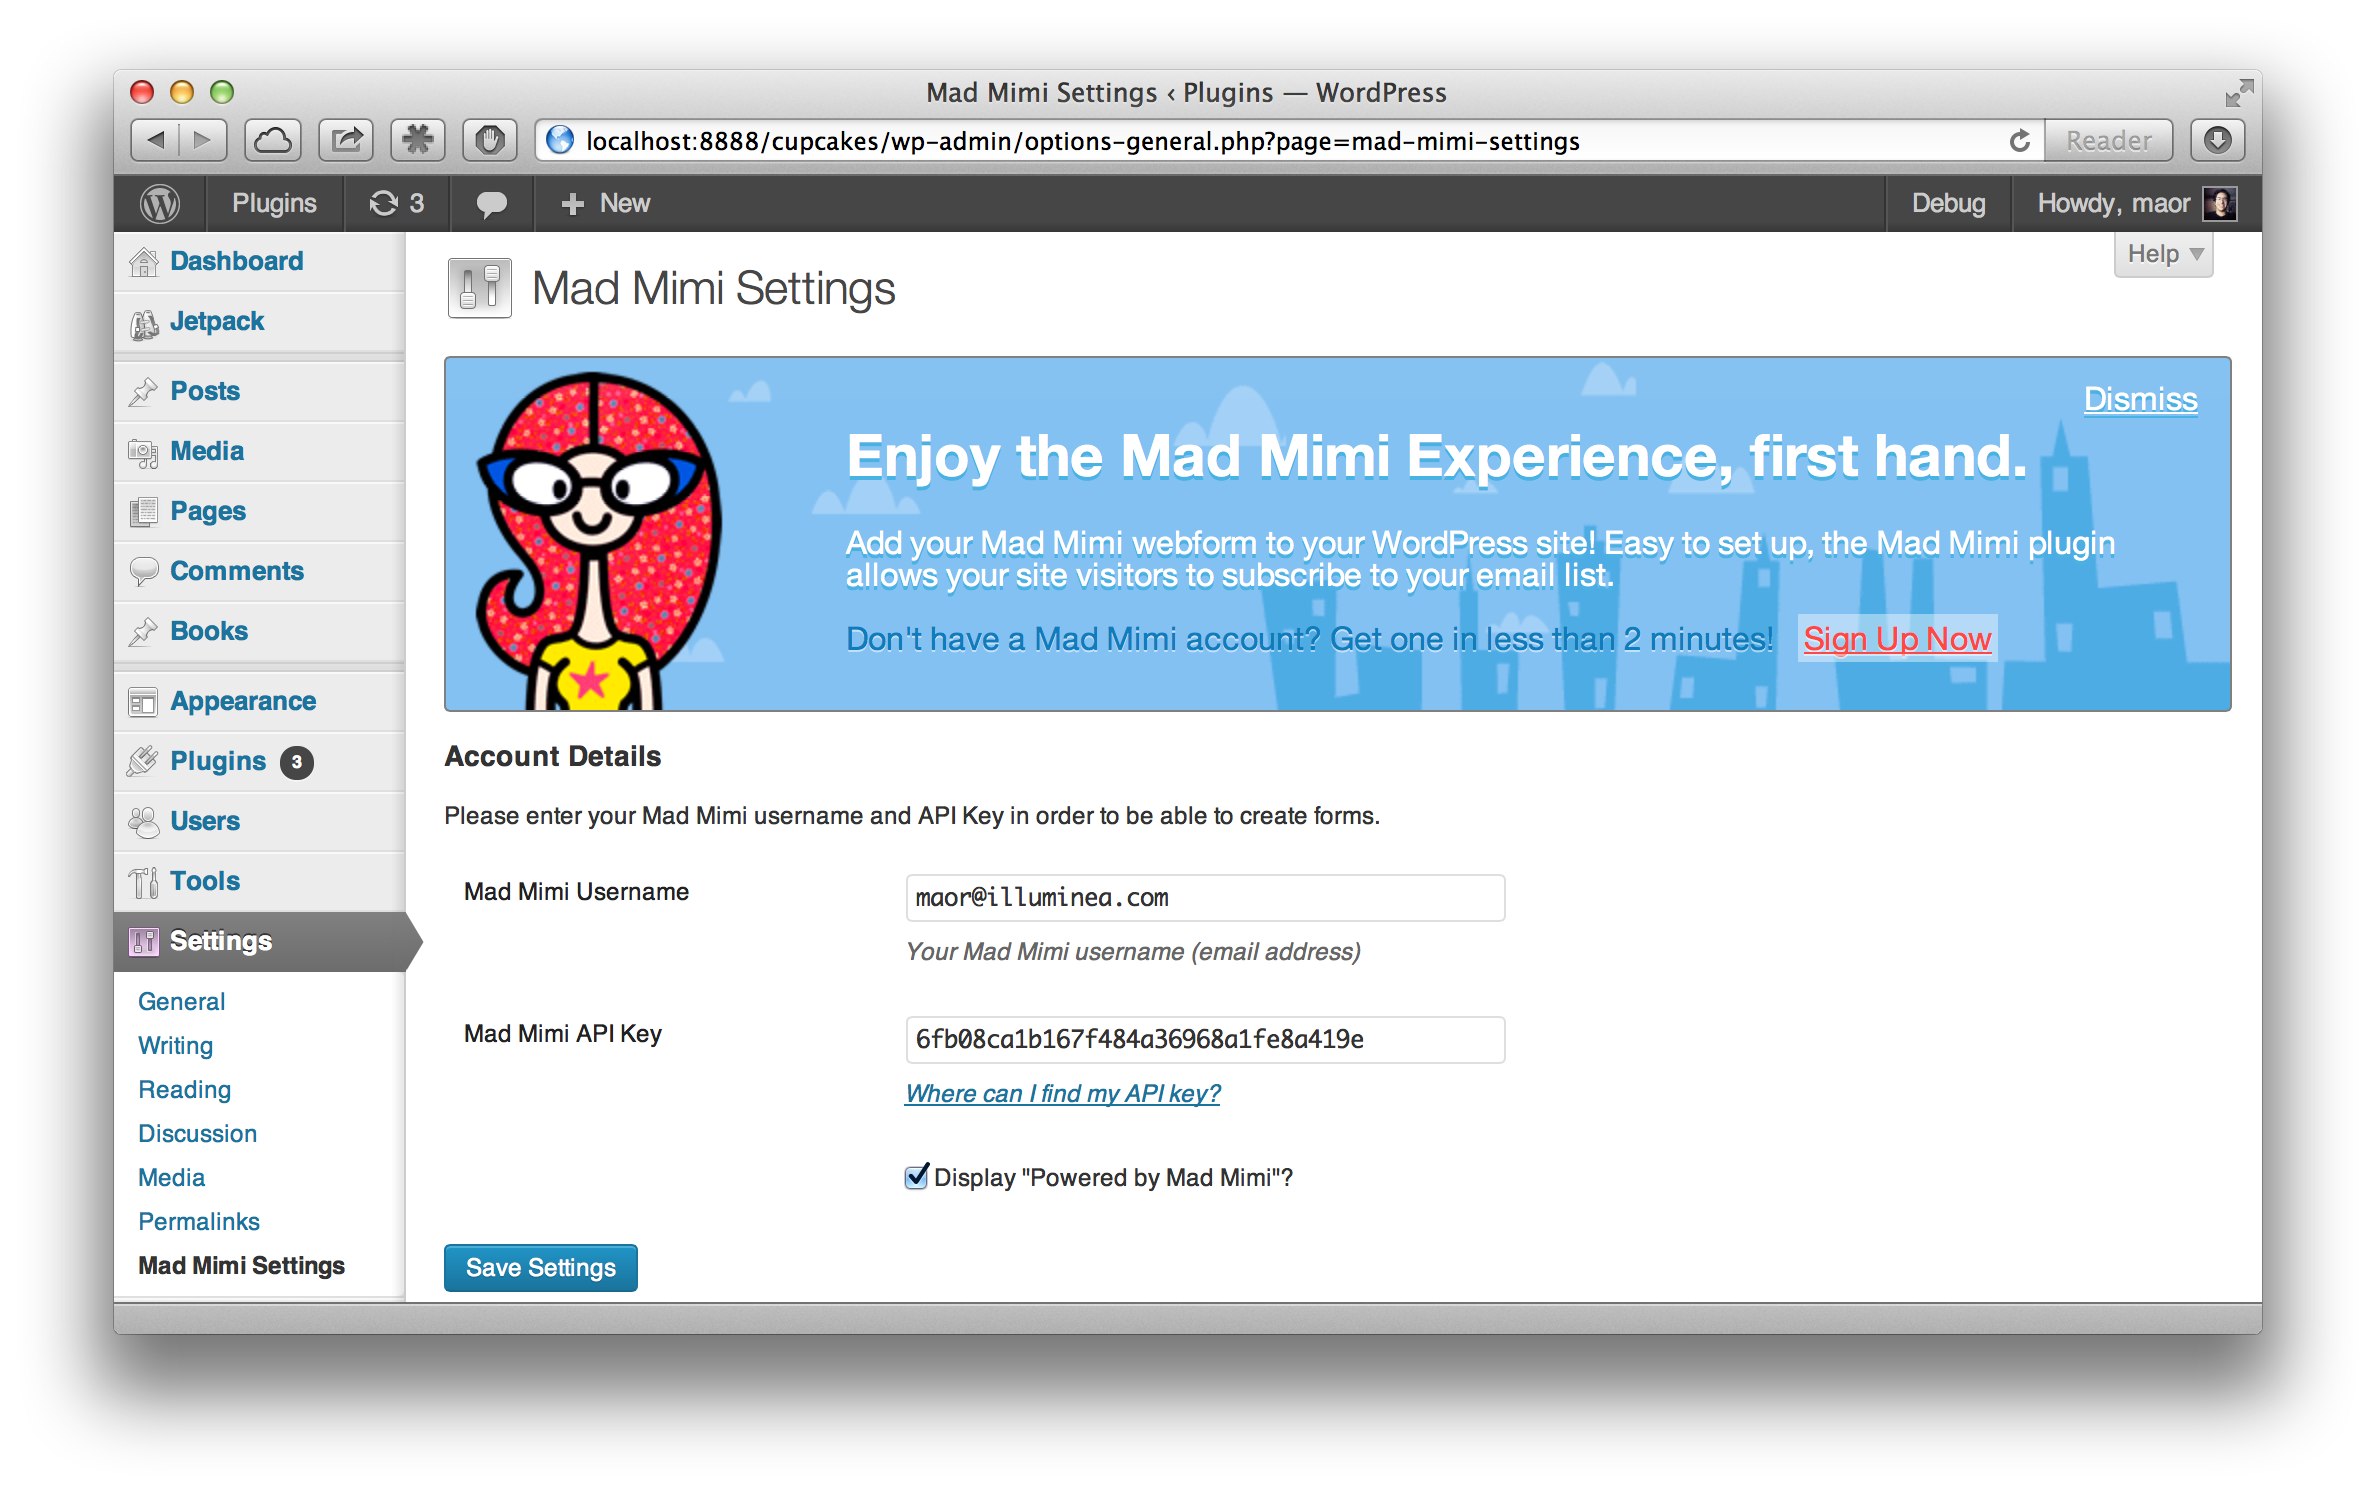 Mad Mimi Settings ‹ Plugins — WordPress
localhost:8888/cupcakes/wp-admin/options-general.php?page=mad-mimi-settings
Reader
Plugins
3
New
Debug
Howdy, maor
Dashboard
Jetpack
Posts
Media
Pages
Comments
Books
Appearance
Plugins 3
Users
Tools
Settings
General
Writing
Reading
Discussion
Media
Permalinks
Mad Mimi Settings
Help
Mad Mimi Settings
Dismiss
Enjoy the Mad Mimi Experience, first hand.
Add your Mad Mimi webform to your WordPress site! Easy to set up, the Mad Mimi plugin
allows your site visitors to subscribe to your email list.
Don't have a Mad Mimi account? Get one in less than 2 minutes! Sign Up Now
Account Details
Please enter your Mad Mimi username and API Key in order to be able to create forms.
Mad Mimi Username
maor@illuminea.com
Your Mad Mimi username (email address)
Mad Mimi API Key
6fb08ca1b167f484a36968a1fe8a419e
Where can I find my API key?
Display "Powered by Mad Mimi"?
Save Settings